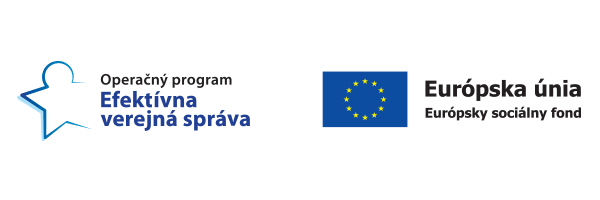 Operačný program
Efektívna
verejná správa
Európska únia
Európsky sociálny fond